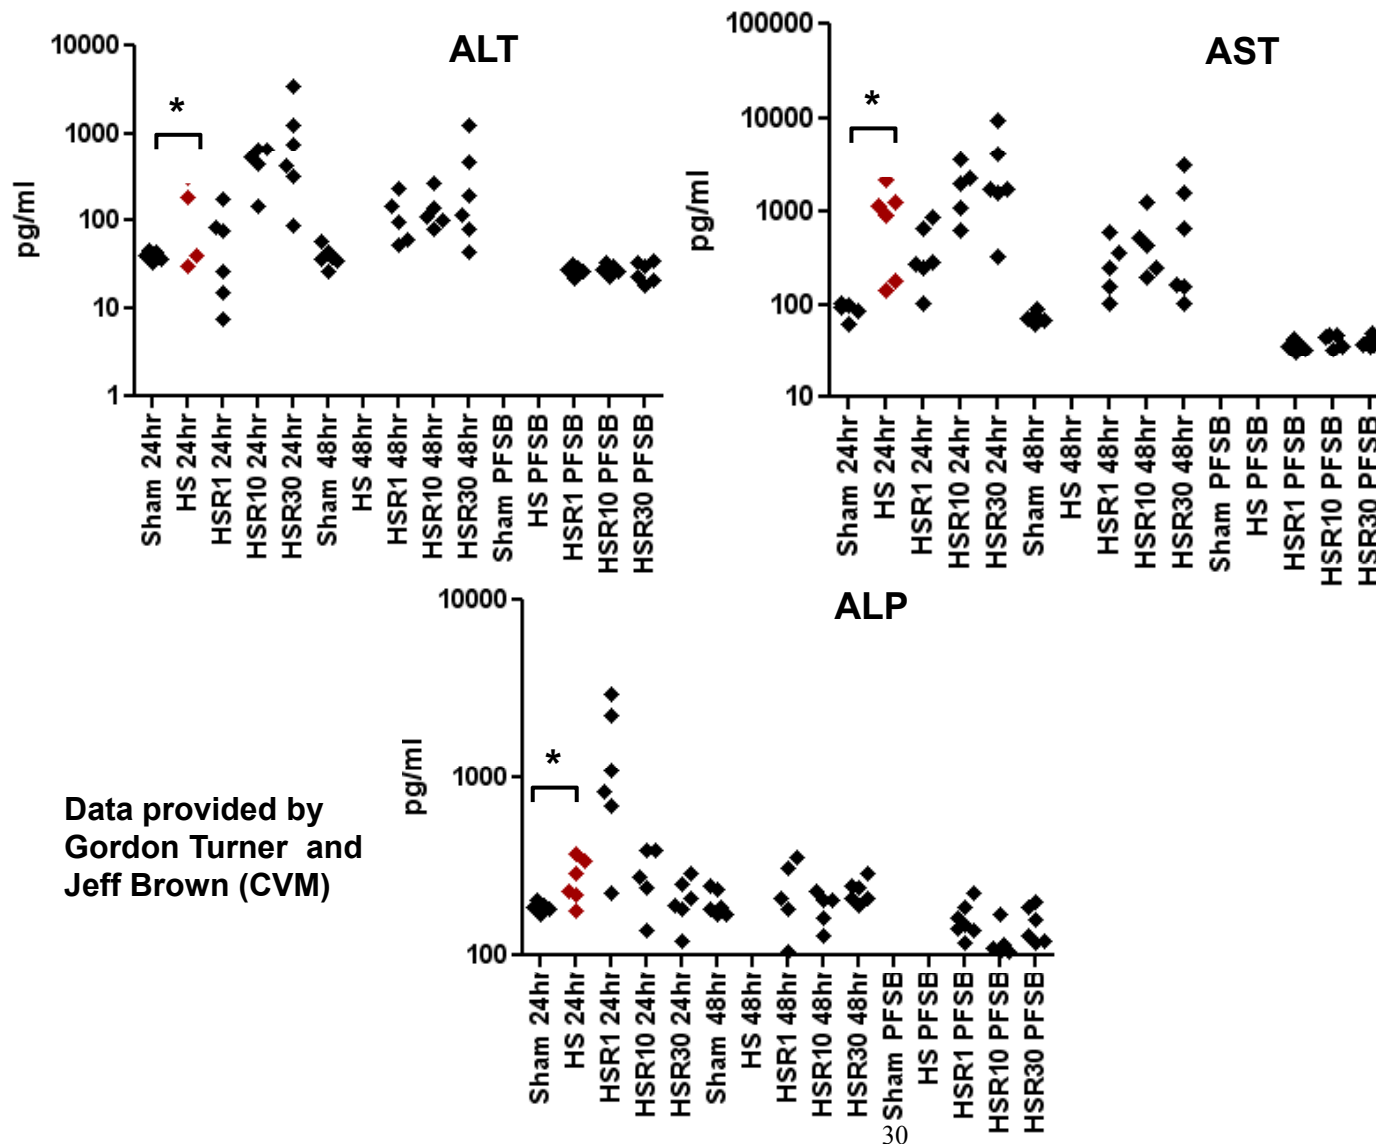 ALT
10000
1000
100
10
1
pg/ml
*
Sham 24hr
HS 24hr
HSR1 24hr
HSR10 24hr
HSR30 24hr
Sham 48hr
HS 48hr
HSR1 48hr
HSR10 48hr
HSR30 48hr
Sham PFSB
HS PFSB
HSR1 PFSB
HSR10 PFSB
HSR30 PFSB
AST
100000
10000
1000
100
10
pg/ml
*
Sham 24hr
HS 24hr
HSR1 24hr
HSR10 24hr
HSR30 24hr
Sham 48hr
HS 48hr
HSR1 48hr
HSR10 48hr
HSR30 48hr
Sham PFSB
HS PFSB
HSR1 PFSB
HSR10 PFSB
HSR30 PFSB
ALP
10000
1000
100
pg/ml
*
Sham 24hr
HS 24hr
HSR1 24hr
HSR10 24hr
HSR30 24hr
Sham 48hr
HS 48hr
HSR1 48hr
HSR10 48hr
HSR30 48hr
Sham PFSB
HS PFSB
HSR1 PFSB
HSR10 PFSB
HSR30 PFSB
Data provided by
Gordon Turner and
Jeff Brown (CVM)
30